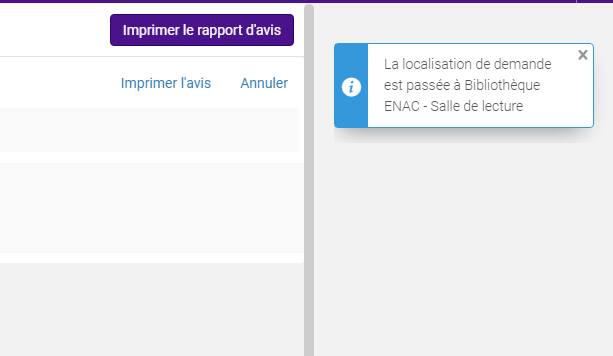 Imprimer le rapport d'avis
Imprimer l'avis Annuler
La localisation de demande
est passée à Bibliothèque
ENAC - Salle de lecture